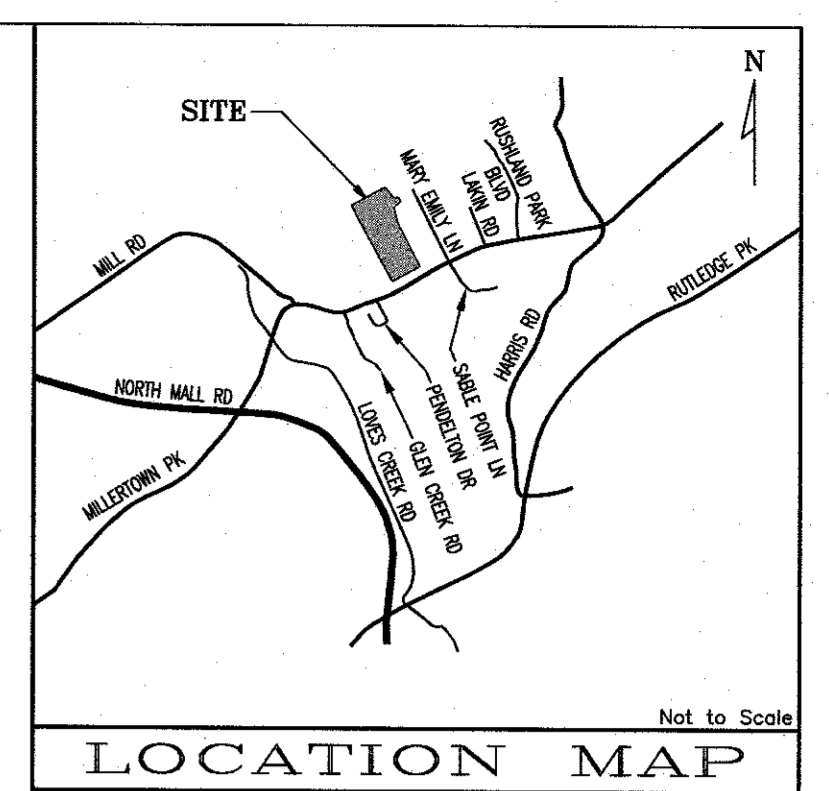 N
SITE
RUSHLAND PARK
BLVD
LAKIN RD
MARY EMILY LN
MILL RD
RUTLEDGE PK
HARRIS RD
SABLE POINT LN
PENDELTON DR
GLEN CREEK RD
LOVES CREEK RD
NORTH MALL RD
MILLERTOWN PK
Not to Scale
LOCATION MAP